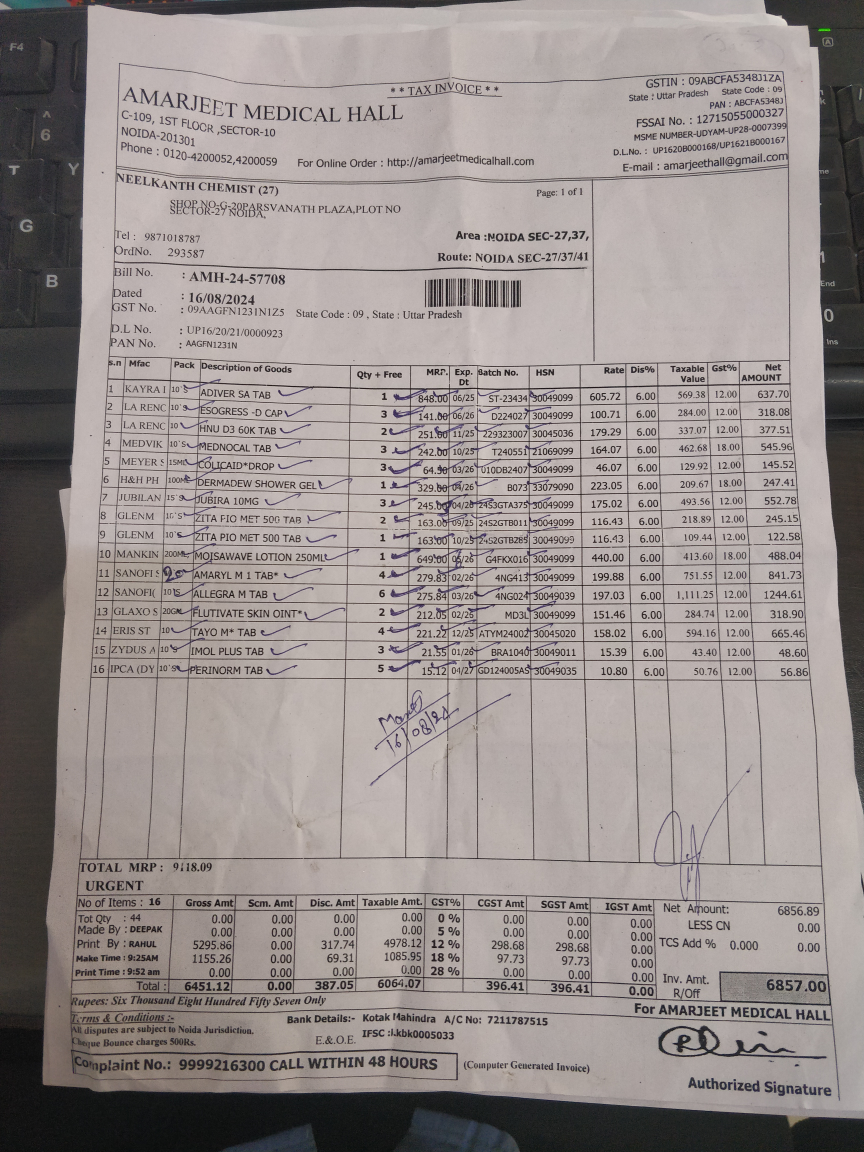 * * TAX INVOICE * *
AMARJEET MEDICAL HALL
C-109, 1ST FLOOR ,SECTOR-10
NOIDA-201301
Phone : 0120-4200052,4200059
For Online Order : http://amarjeetmedicalhall.com
GSTIN : 09ABCFA5348J1ZA
State : Uttar Pradesh State Code : 09
PAN : ABCFA5348J
FSSAI No. : 12715055000327
MSME NUMBER-UDYAM-UP28-0007399
D.L.No. : UP1620B000168/UP1621B000167
E-mail : amarjeethall@gmail.com
NEELKANTH CHEMIST (27)
Page: 1 of 1
SHOP NO-G-20PARSVANATH PLAZA,PLOT NO
SECTOR-27 NOIDA,
Tel : 9871018787
Area :NOIDA SEC-27,37,
OrdNo. 293587
Route: NOIDA SEC-27/37/41
Bill No. : AMH-24-57708
Dated : 16/08/2024
GST No. : 09AAGFN1231N1Z5 State Code : 09 , State : Uttar Pradesh
D.L No. : UP16/20/21/0000923
PAN No. : AAGFN1231N
s.n Mfac Pack Description of Goods Qty + Free MRP. Exp. Dt Batch No. HSN Rate Dis% Taxable Value Gst% Net AMOUNT
1 KAYRA I 10'S ADIVER SA TAB 1 848.00 06/25 ST-23434 30049099 605.72 6.00 569.38 12.00 637.70
2 LA RENC 10'S ESOGRESS -D CAP 3 141.00 06/26 D224027 30049099 100.71 6.00 284.00 12.00 318.08
3 LA RENC 10 HNU D3 60K TAB 2 251.00 11/25 229323007 30045036 179.29 6.00 337.07 12.00 377.51
4 MEDVIK 10'S MEDNOCAL TAB 3 242.00 10/25 T240551 21069099 164.07 6.00 462.68 18.00 545.96
5 MEYER S 15ML COLICAID*DROP 3 64.50 03/26 U10DB2407 30049099 46.07 6.00 129.92 12.00 145.52
6 H&H PH 100ML DERMADEW SHOWER GEL 1 329.00 04/26 B073 33079090 223.05 6.00 209.67 18.00 247.41
7 JUBILAN 15'S JUBIRA 10MG 3 245.00 04/26 24S3GTA375 30049099 175.02 6.00 493.56 12.00 552.78
8 GLENM 10'S ZITA PIO MET 500 TAB 2 163.00 09/25 24S2GTB011 30049099 116.43 6.00 218.89 12.00 245.15
9 GLENM 10'S ZITA PIO MET 500 TAB 1 163.00 10/25 24S2GTB285 30049099 116.43 6.00 109.44 12.00 122.58
10 MANKIN 200ML MOISAWAVE LOTION 250ML 1 649.00 05/26 G4FKX016 30049099 440.00 6.00 413.60 18.00 488.04
11 SANOFI S 20 AMARYL M 1 TAB* 4 279.83 02/26 4NG413 30049099 199.88 6.00 751.55 12.00 841.73
12 SANOFI( 10'S ALLEGRA M TAB 6 275.84 03/26 4NG024 30049039 197.03 6.00 1,111.25 12.00 1244.61
13 GLAXO S 20GM FLUTIVATE SKIN OINT* 2 212.05 02/26 MD3L 30049099 151.46 6.00 284.74 12.00 318.90
14 ERIS ST 10 TAYO M* TAB 4 221.22 12/25 ATYM24002 30045020 158.02 6.00 594.16 12.00 665.46
15 ZYDUS A 10'S IMOL PLUS TAB 3 21.55 01/26 BRA1040 30049011 15.39 6.00 43.40 12.00 48.60
16 IPCA (DY 10'S PERINORM TAB 5 15.12 04/27 GD124005AS 30049035 10.80 6.00 50.76 12.00 56.86
16/08/24
TOTAL MRP : 9118.09
URGENT
No of Items : 16 Gross Amt Scm. Amt Disc. Amt Taxable Amt. CST% CGST Amt SGST Amt IGST Amt
Tot Qty : 44 0.00 0.00 0.00 0.00 0 % 0.00 0.00 0.00
Made By : DEEPAK 0.00 0.00 0.00 0.00 5 % 0.00 0.00 0.00
Print By : RAHUL 5295.86 0.00 317.74 4978.12 12 % 298.68 298.68 0.00
Make Time : 9:25AM 1155.26 0.00 69.31 1085.95 18 % 97.73 97.73 0.00
Print Time : 9:52 am 0.00 0.00 0.00 0.00 28 % 0.00 0.00 0.00
Total : 6451.12 0.00 387.05 6064.07 396.41 396.41 0.00
Net Amount: 6856.89
LESS CN 0.00
TCS Add % 0.000 0.00
Inv. Amt. 6857.00
R/Off
Rupees: Six Thousand Eight Hundred Fifty Seven Only
For AMARJEET MEDICAL HALL
Terms & Conditions :-
All disputes are subject to Noida Jurisdiction.
Cheque Bounce charges 500Rs.
E.& O.E.
Bank Details:- Kotak Mahindra A/C No: 7211787515
IFSC :l.kbk0005033
Complaint No.: 9999216300 CALL WITHIN 48 HOURS
(Computer Generated Invoice)
Authorized Signature
F4
6
T
Y
G
B
End
0
Ins